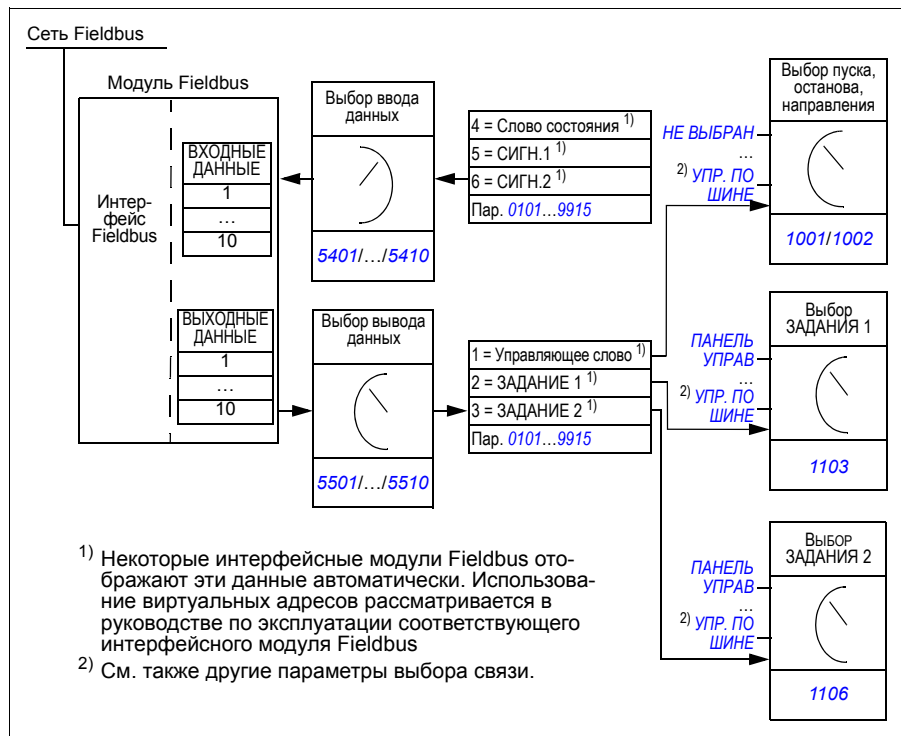 Сеть Fieldbus
Модуль Fieldbus
Интер-
фейс
Fieldbus
ВХОДНЫЕ
ДАННЫЕ
1
…
10
ВЫХОДНЫЕ
ДАННЫЕ
1
…
10
Выбор ввода
данных
5401/…/5410
Выбор вывода
данных
5501/…/5510
4 = Слово состояния 1)
5 = СИГН.1 1)
6 = СИГН.2 1)
Пар. 0101…9915
1 = Управляющее слово 1)
2 = ЗАДАНИЕ 1 1)
3 = ЗАДАНИЕ 2 1)
Пар. 0101…9915
Выбор пуска,
останова,
направления
НЕ ВЫБРАН
…
2) УПР. ПО
ШИНЕ
1001/1002
Выбор
ЗАДАНИЯ 1
ПАНЕЛЬ
УПРАВ
…
2) УПР. ПО
ШИНЕ
1103
Выбор
ЗАДАНИЯ 2
ПАНЕЛЬ
УПРАВ
…
2) УПР. ПО
ШИНЕ
1106
1) Некоторые интерфейсные модули Fieldbus ото-
бражают эти данные автоматически. Использова-
ние виртуальных адресов рассматривается в
руководстве по эксплуатации соответствующего
интерфейсного модуля Fieldbus
2) См. также другие параметры выбора связи.